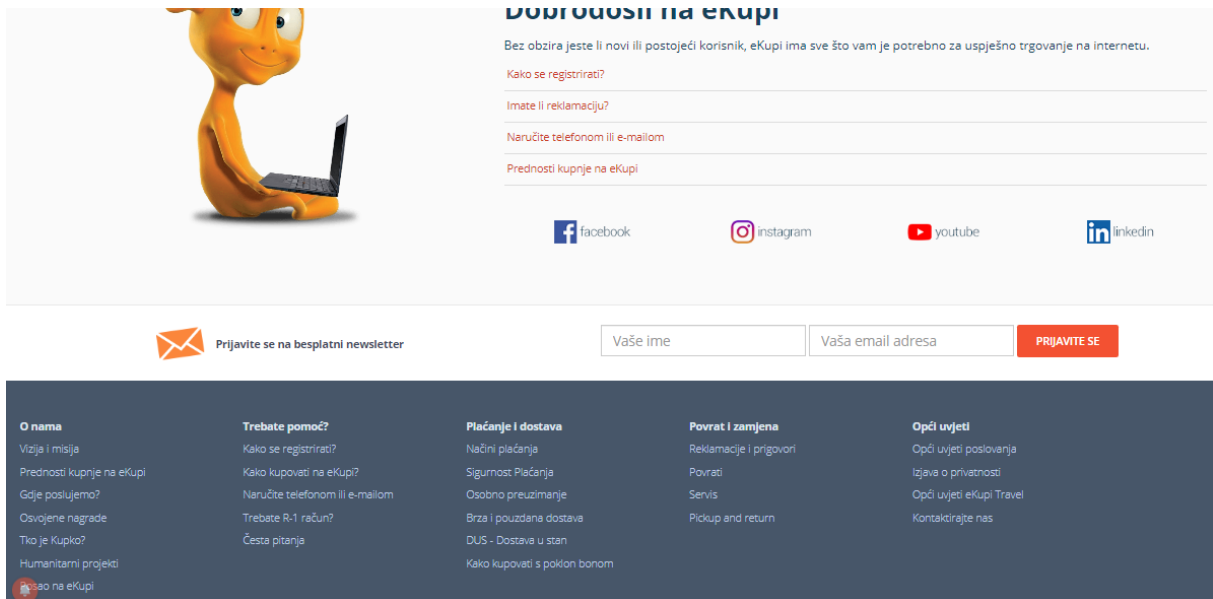 Dobrodošli na eKupi
Bez obzira jeste li novi ili postojeći korisnik, eKupi ima sve što vam je potrebno za uspješno trgovanje na internetu.
Kako se registrirati?
Imate li reklamaciju?
Naručite telefonom ili e-mailom
Prednosti kupnje na eKupi
facebook
instagram
youtube
linkedin
Prijavite se na besplatni newsletter
Vaše ime
Vaša email adresa
PRIJAVITE SE
O nama
Vizija i misija
Prednosti kupnje na eKupi
Gdje poslujemo?
Osvojene nagrade
Tko je Kupko?
Humanitarni projekti
Posao na eKupi
Trebate pomoć?
Kako se registrirati?
Kako kupovati na eKupi?
Naručite telefonom ili e-mailom
Trebate R-1 račun?
Česta pitanja
Plaćanje i dostava
Načini plaćanja
Sigurnost Plaćanja
Osobno preuzimanje
Brza i pouzdana dostava
DUS - Dostava u stan
Kako kupovati s poklon bonom
Povrat i zamjena
Reklamacije i prigovori
Povrati
Servis
Pickup and return
Opći uvjeti
Opći uvjeti poslovanja
Izjava o privatnosti
Opći uvjeti eKupi Travel
Kontaktirajte nas